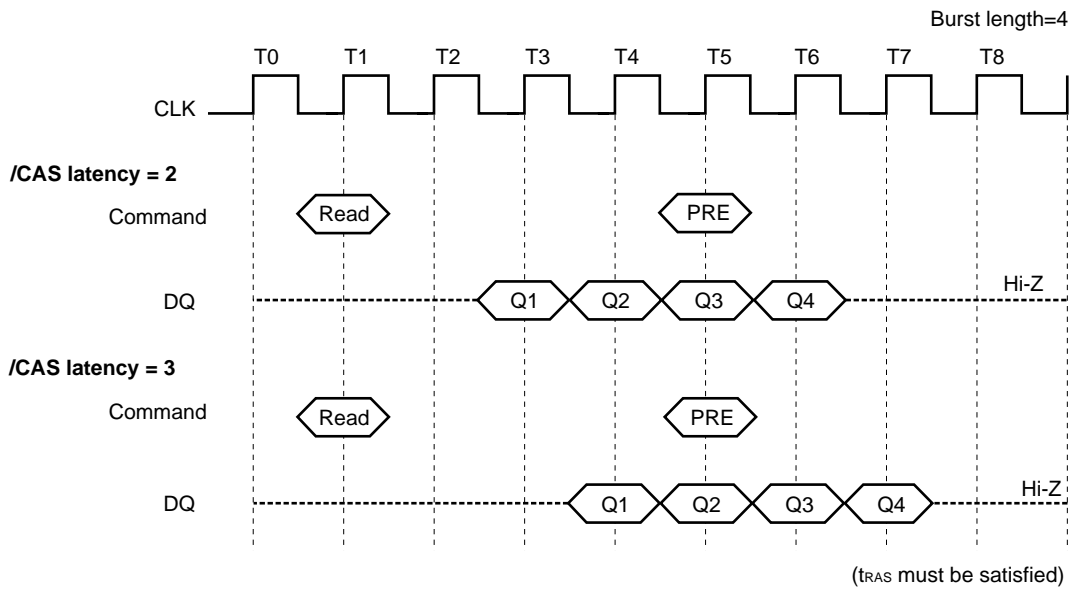 Burst length=4
T0 T1 T2 T3 T4 T5 T6 T7 T8
CLK
/CAS latency = 2
Command Read PRE
DQ Q1 Q2 Q3 Q4 Hi-Z
/CAS latency = 3
Command Read PRE
DQ Q1 Q2 Q3 Q4 Hi-Z
(tRAS must be satisfied)